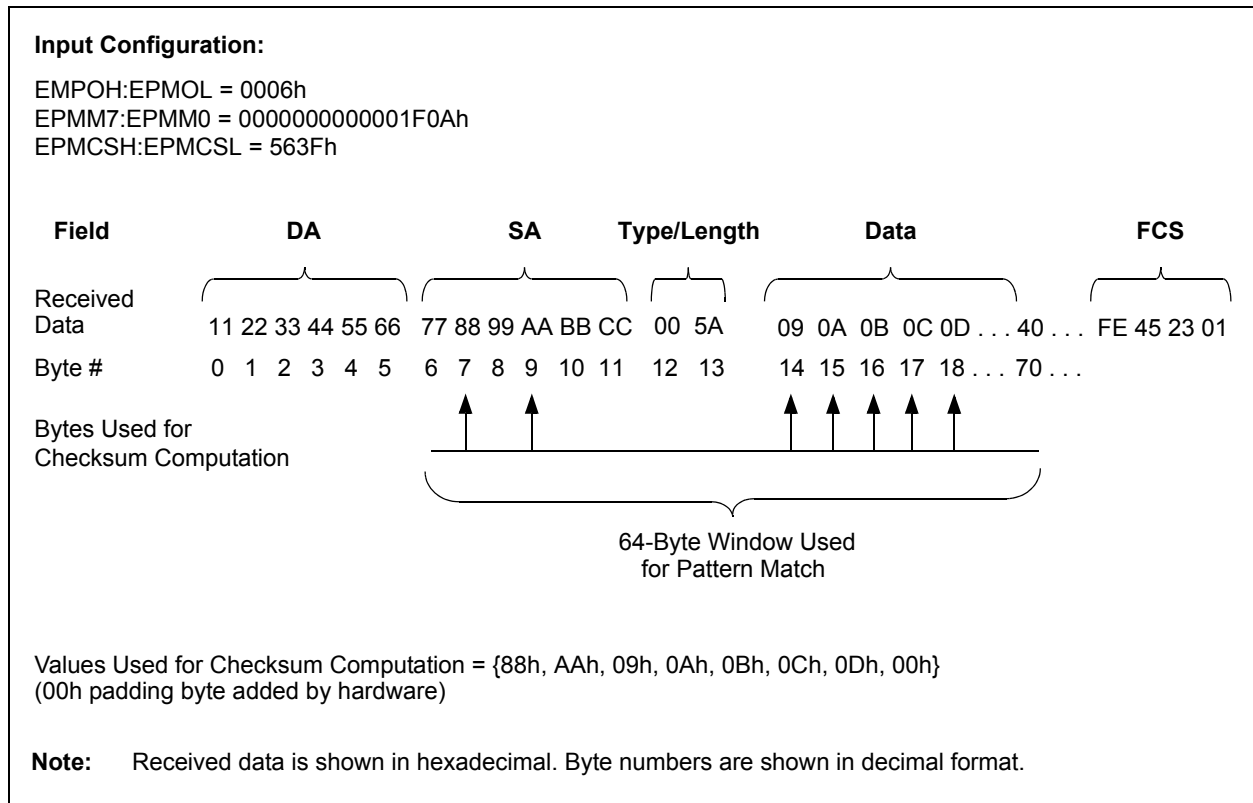 Input Configuration:
EMPOH:EPMOL = 0006h
EPMM7:EPMM0 = 0000000000001F0Ah
EPMCSH:EPMCSL = 563Fh
Field DA SA Type/Length Data FCS
Received
Data 11 22 33 44 55 66 77 88 99 AA BB CC 00 5A 09 0A 0B 0C 0D . . . 40 . . . FE 45 23 01
Byte # 0 1 2 3 4 5 6 7 8 9 10 11 12 13 14 15 16 17 18 . . . 70 . . .
Bytes Used for
Checksum Computation
64-Byte Window Used
for Pattern Match
Values Used for Checksum Computation = {88h, AAh, 09h, 0Ah, 0Bh, 0Ch, 0Dh, 00h}
(00h padding byte added by hardware)
Note: Received data is shown in hexadecimal. Byte numbers are shown in decimal format.